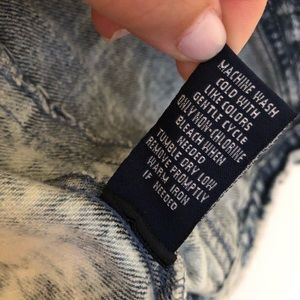 MACHINE WASH
COLD WITH
LIKE COLORS
GENTLE CYCLE
ONLY NON-CHLORINE
BLEACH WHEN
NEEDED
TUMBLE DRY LOW
REMOVE PROMPTLY
WARM IRON
IF NEEDED